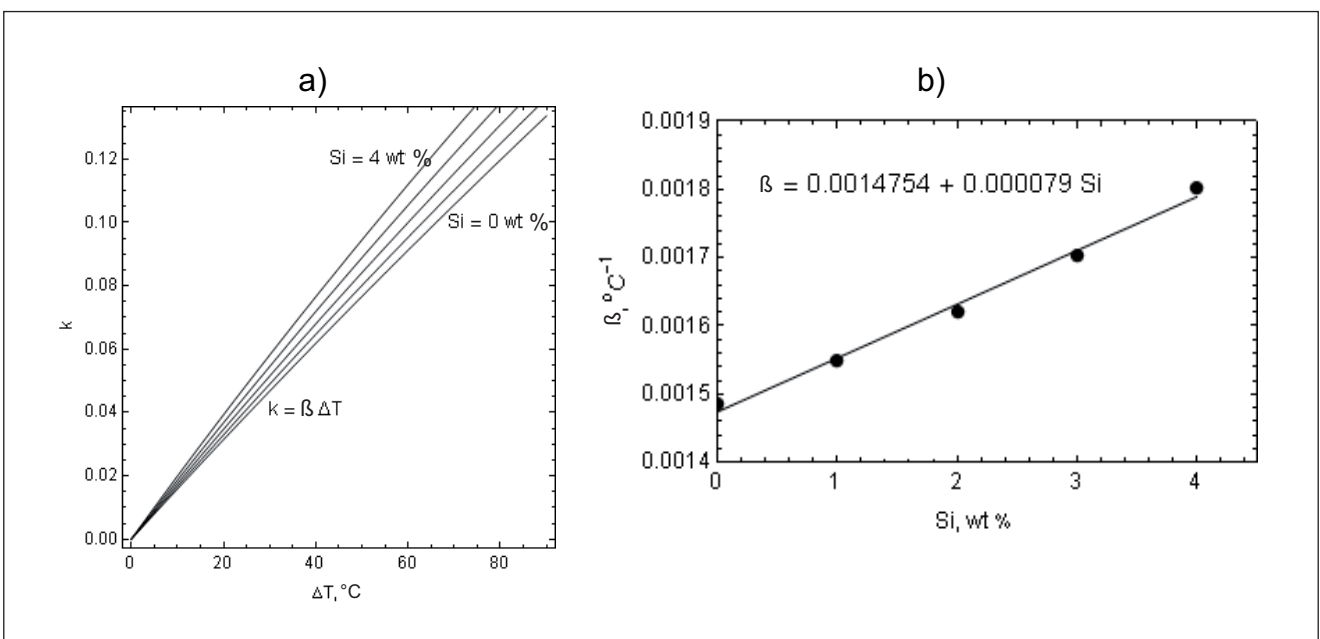 a)
0.12
0.10
0.08
0.06
0.04
0.02
0.00
k
Si = 4 wt %
Si = 0 wt %
k = ß ΔT
0
20
40
60
80
ΔT, °C
b)
0.0019
0.0018
0.0017
0.0016
0.0015
0.0014
ß, °C⁻¹
ß = 0.0014754 + 0.000079 Si
0
1
2
3
4
Si, wt %